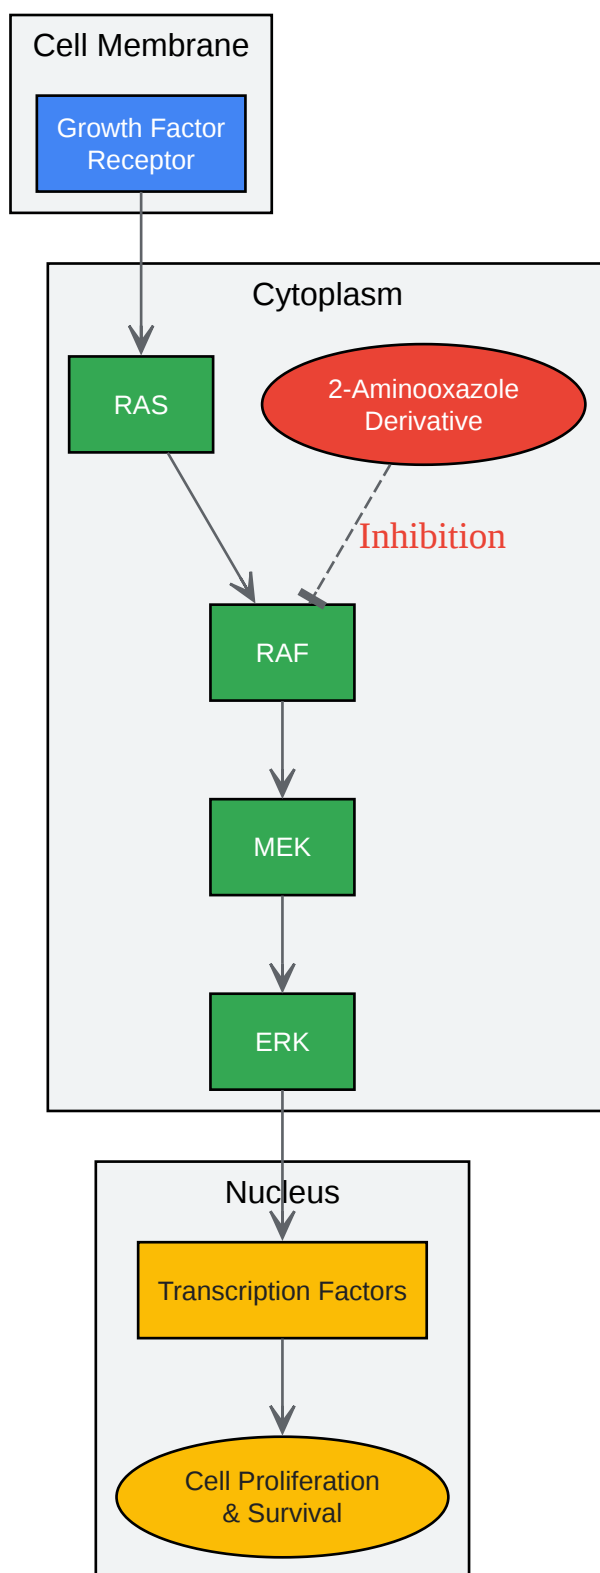 Cell Membrane
Growth Factor
Receptor
Cytoplasm
RAS
2-Aminooxazole
Derivative
Inhibition
RAF
MEK
ERK
Nucleus
Transcription Factors
Cell Proliferation
& Survival